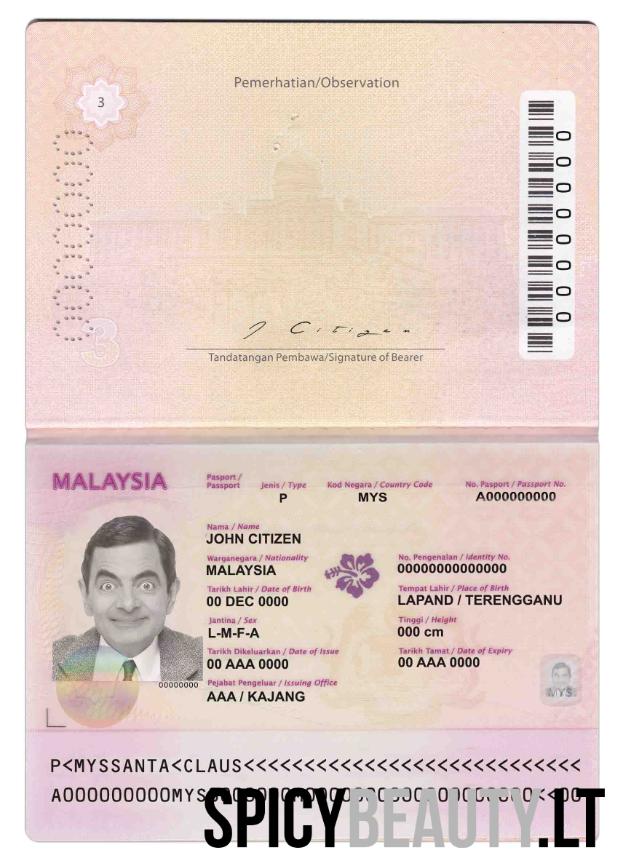 Pemerhatian/Observation
3
00000000
000000000
3
J Citizen
Tandatangan Pembawa/Signature of Bearer
MALAYSIA
Pasport / Passport
Jenis / Type
Kod Negara / Country Code
No. Pasport / Passport No.
P
MYS
A000000000
Nama / Name
JOHN CITIZEN
Warganegara / Nationality
No. Pengenalan / Identity No.
MALAYSIA
00000000000000
Tarikh Lahir / Date of Birth
Tempat Lahir / Place of Birth
00 DEC 0000
LAPAND / TERENGGANU
Jantina / Sex
Tinggi / Height
L-M-F-A
000 cm
Tarikh Dikeluarkan / Date of Issue
Tarikh Tamat / Date of Expiry
00 AAA 0000
00 AAA 0000
00000000
Pejabat Pengeluar / Issuing Office
AAA / KAJANG
MYS
P<MYSSANTA<CLAUS<<<<<<<<<<<<<<<<<<<<<<<<<<<<
SPICYBEAUTY.LT